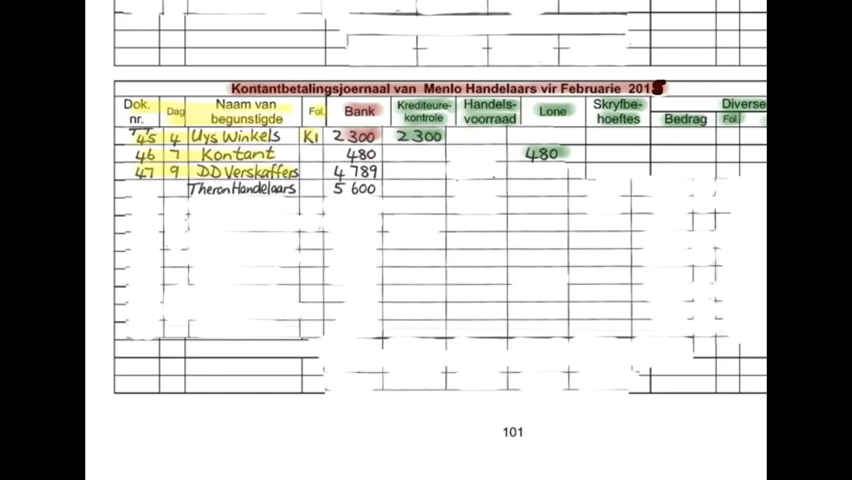 Kontantbetalingsjoernaal van Menlo Handelaars vir Februarie 2015
Dok. nr. Dag Naam van begunstigde Fol. Bank Krediteure-kontrole Handels-voorraad Lone Skryfbe-hoeftes Diverse
Bedrag Fol.
45 4 Uys Winkels K1 2 300 2 300
46 7 Kontant 480 480
47 9 DD Verskaffers 4 789
Theron Handelaars 5 600
101